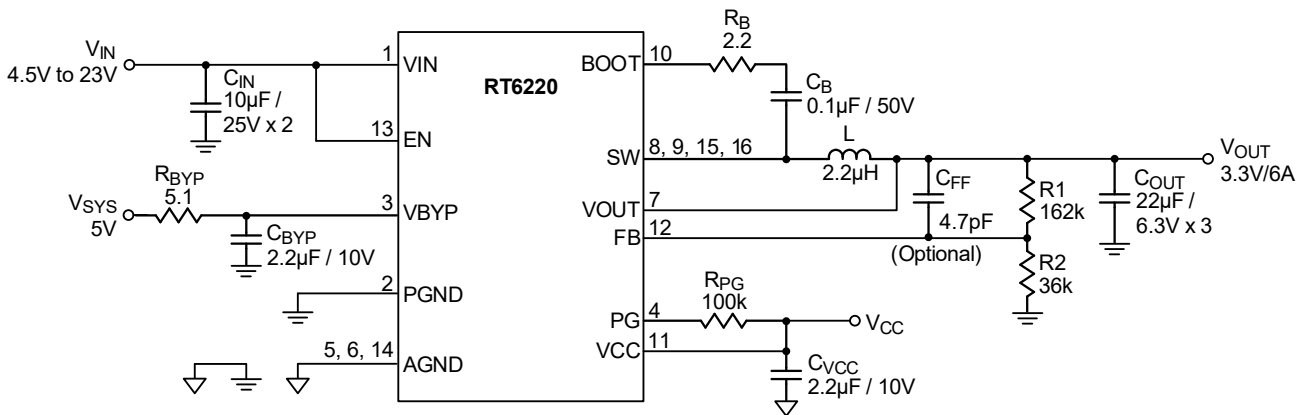 V_IN
4.5V to 23V
C_IN
10µF /
25V x 2
1
VIN
13
EN
V_SYS
5V
R_BYP
5.1
C_BYP
2.2µF / 10V
3
VBYP
2
PGND
5, 6, 14
AGND
RT6220
BOOT
10
R_B
2.2
C_B
0.1µF / 50V
SW
8, 9, 15, 16
L
2.2µH
VOUT
7
FB
12
C_FF
4.7pF
(Optional)
R1
162k
R2
36k
C_OUT
22µF /
6.3V x 3
V_OUT
3.3V/6A
PG
4
R_PG
100k
V_CC
VCC
11
C_VCC
2.2µF / 10V